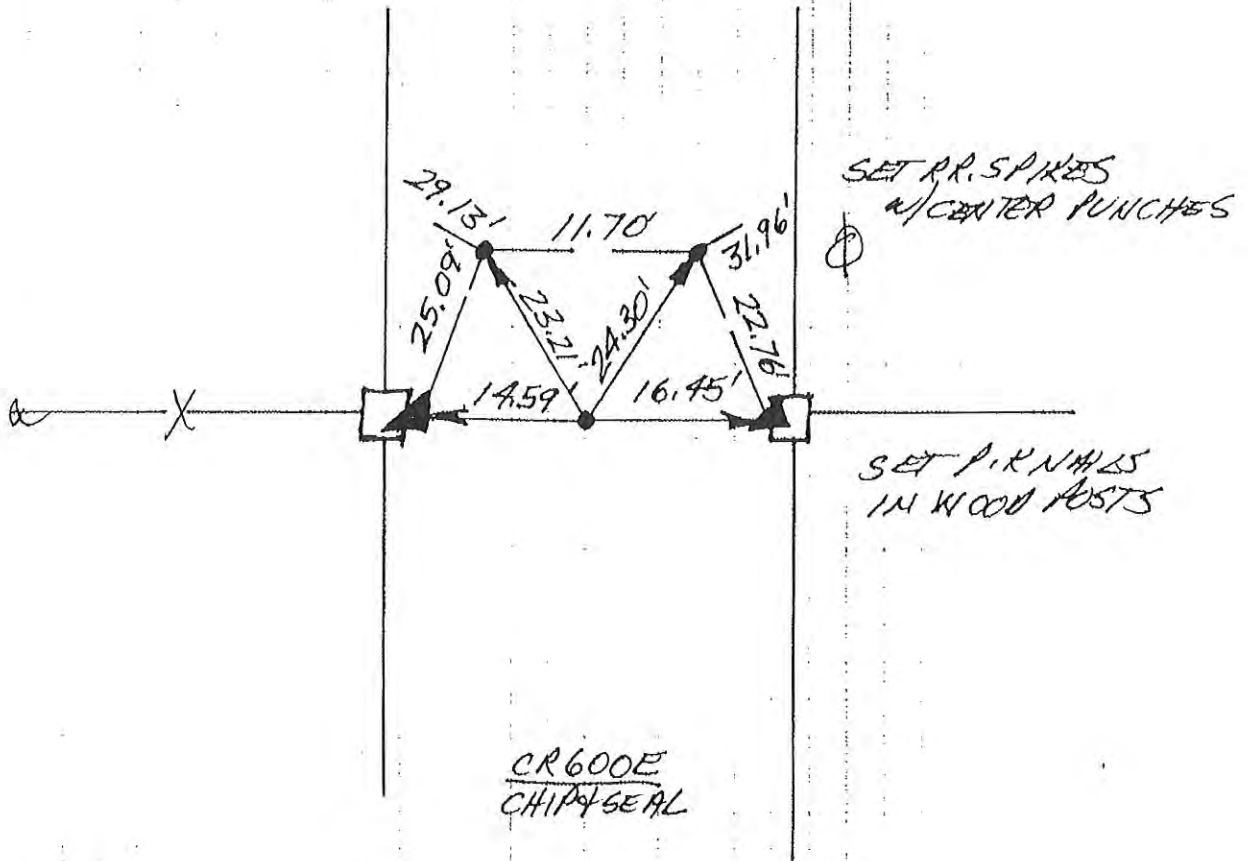 SET R.R. SPIKES
W/CENTER PUNCHES
29.13'
11.70'
31.96'
25.09'
23.21'
24.30'
22.76'
14.59'
16.45'
X
SET P.K NAILS
IN WOOD POSTS
CR600E
CHIP & SEAL